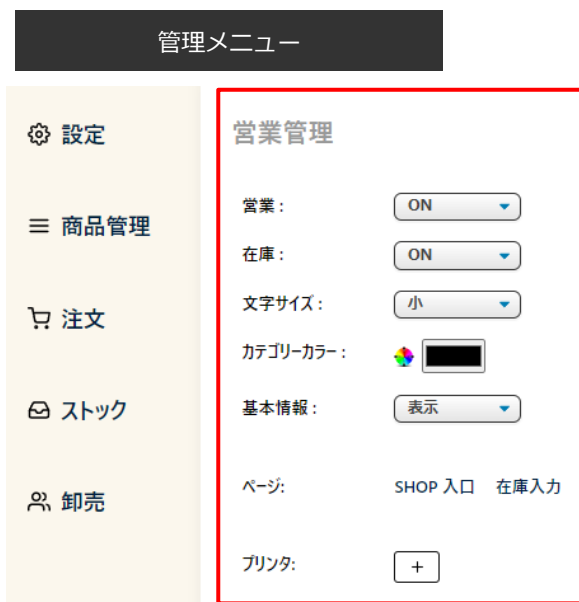 管理メニュー
設定
商品管理
注文
ストック
卸売
営業管理
営業 : ON
在庫 : ON
文字サイズ : 小
カテゴリーカラー :
基本情報 : 表示
ページ: SHOP 入口 在庫入力
プリンタ: +